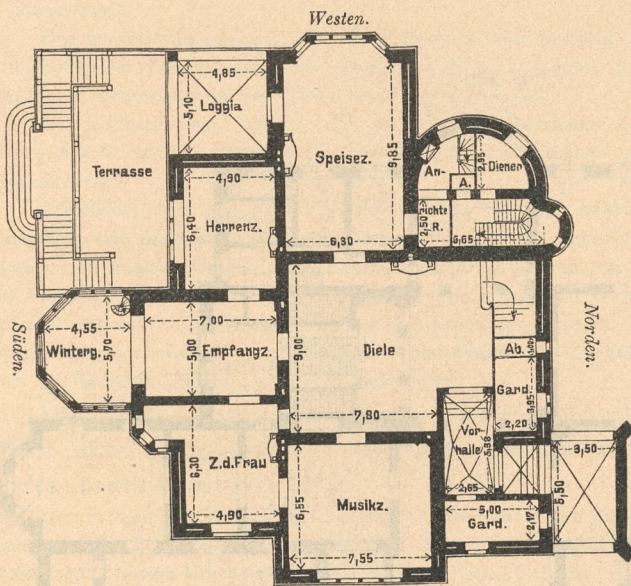 Westen.
4,85
Loggia
5,10
Terrasse
Speisez.
9,85
6,30
An-
richte
R.
A.
Diener
2,95
2,50
6,65
4,90
Herrenz.
6,40
Süden.
Norden.
4,55
Winterg.
5,70
7,00
5,00
Empfangz.
9,00
Diele
7,80
Ab.
Gard.
3,95
2,20
Vor
halle
5,38
2,65
3,50
5,50
6,30
Z.d.Frau
4,90
6,55
Musikz.
7,55
5,00
Gard.
2,17